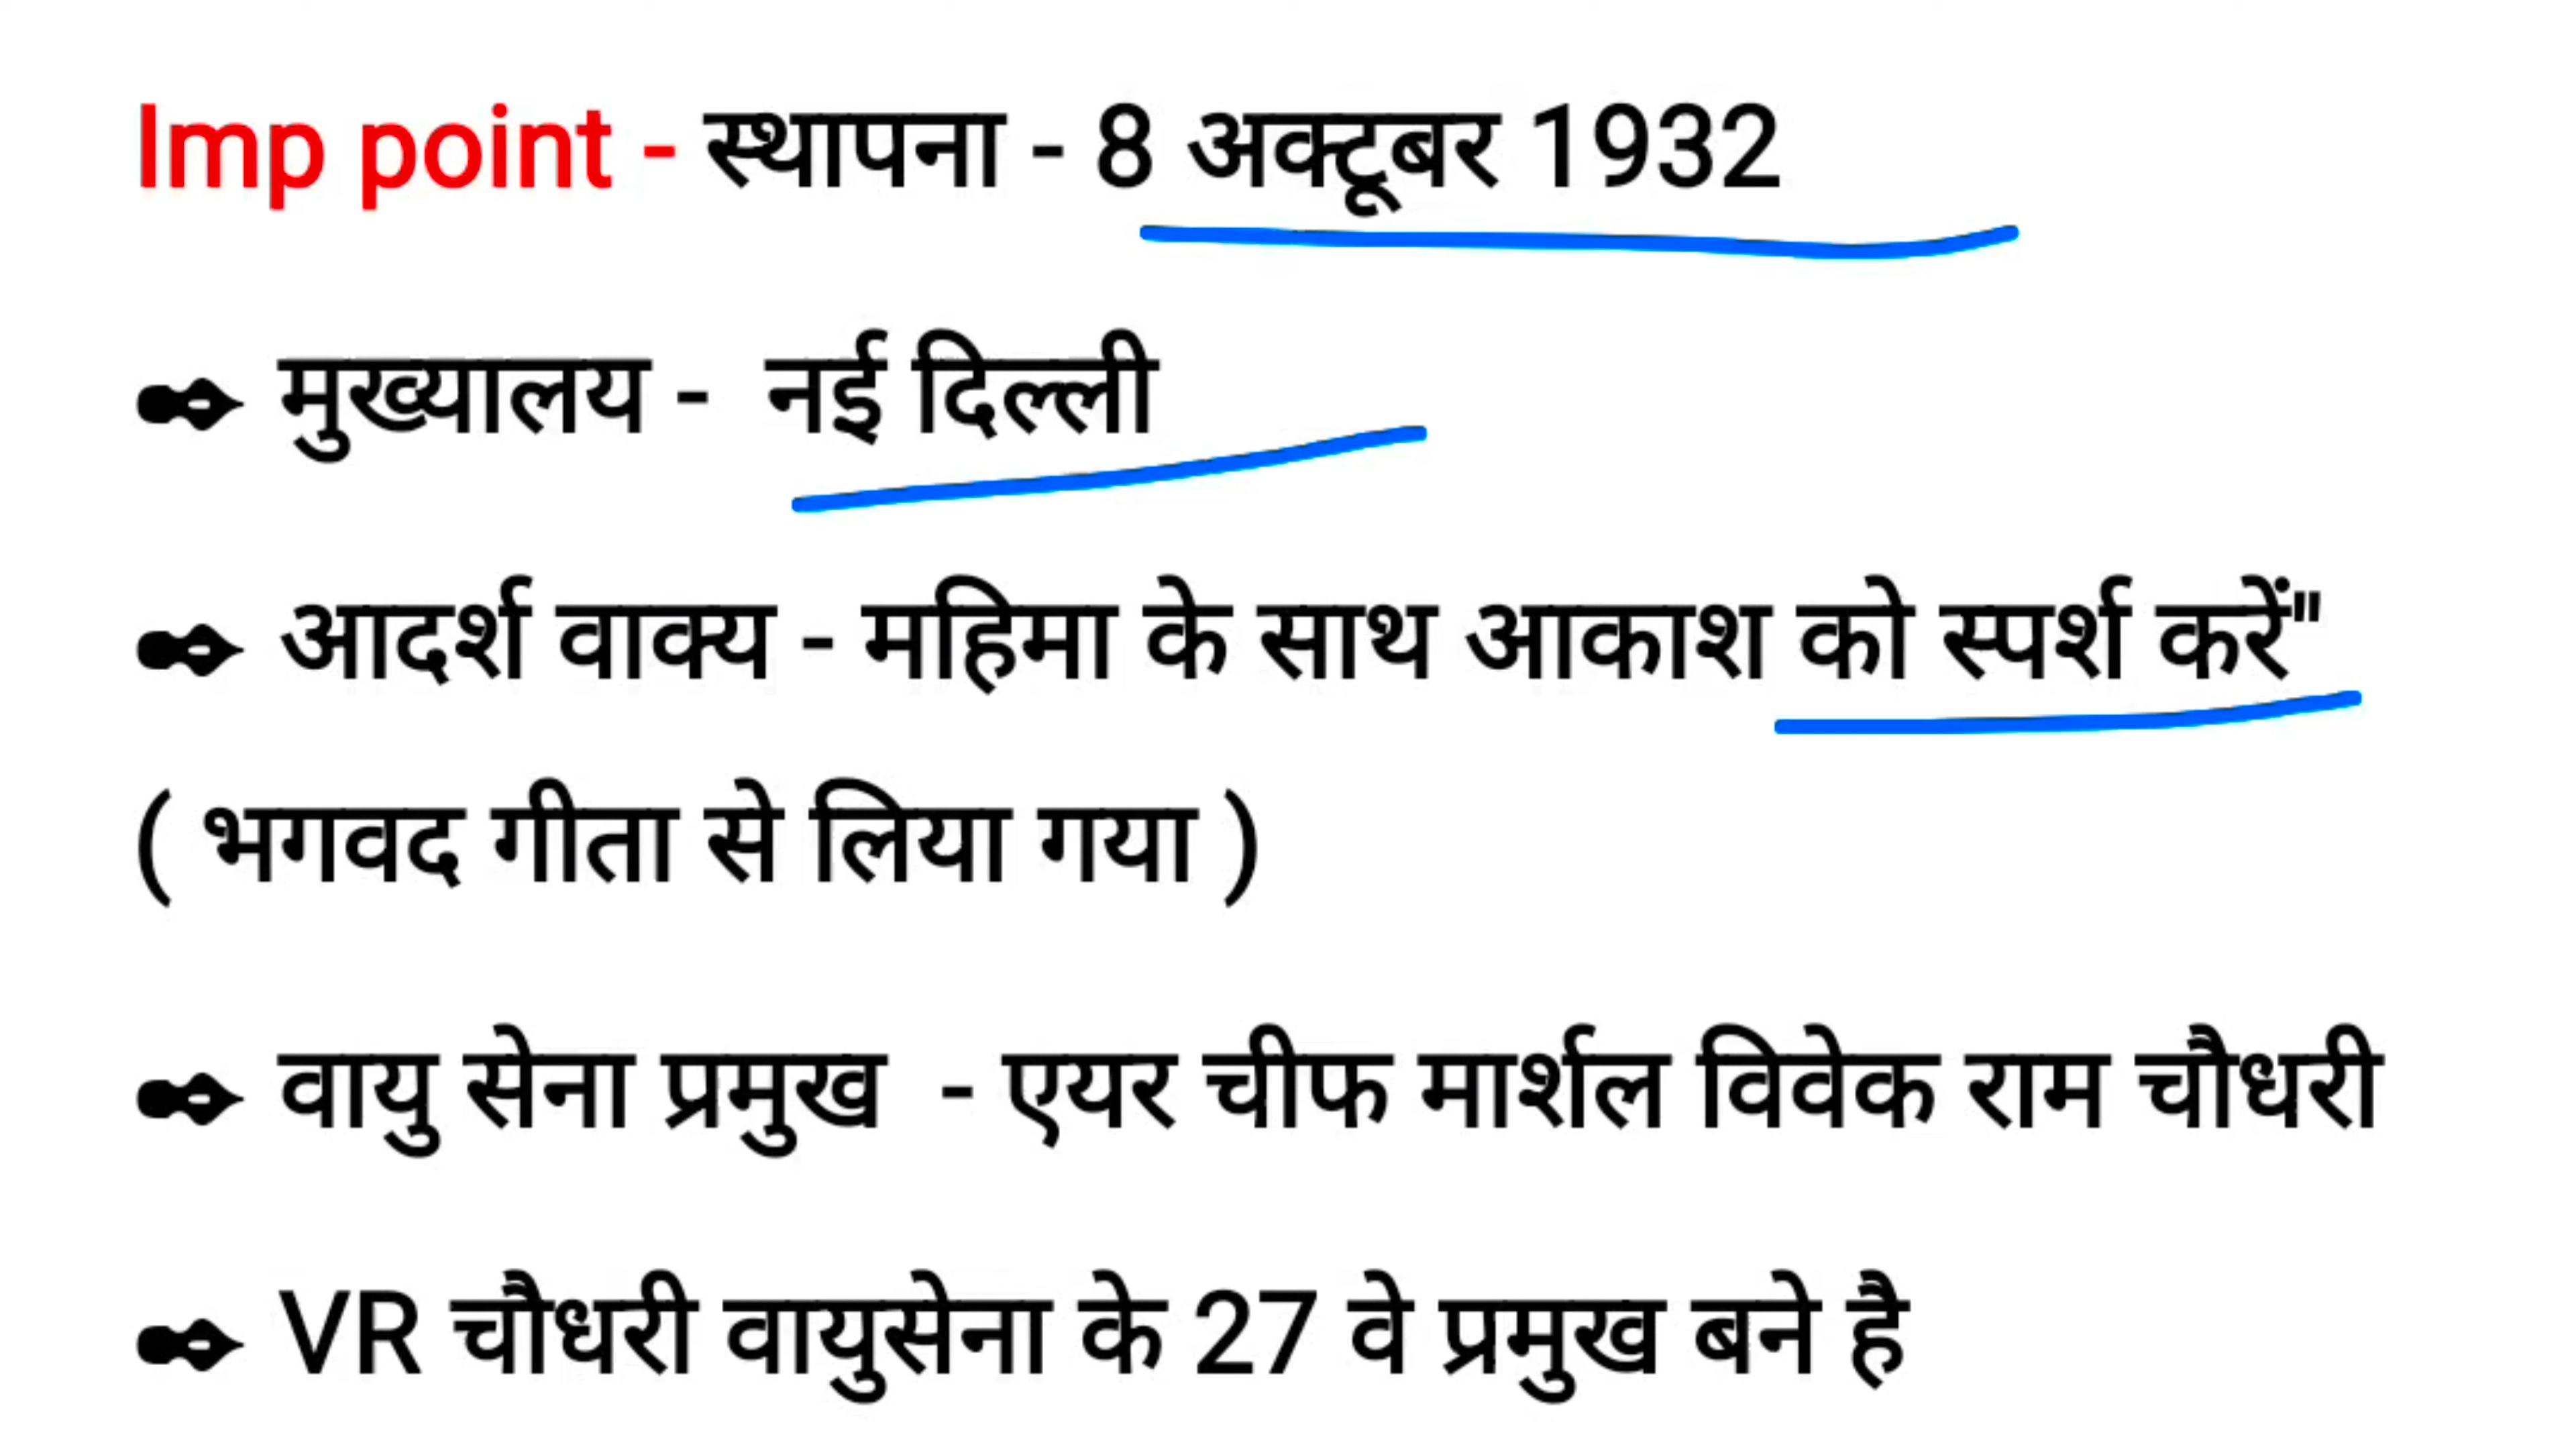 Imp point - स्थापना - 8 अक्टूबर 1932
✒ मुख्यालय - नई दिल्ली
✒ आदर्श वाक्य - महिमा के साथ आकाश को स्पर्श करें"
( भगवद गीता से लिया गया )
✒ वायु सेना प्रमुख - एयर चीफ मार्शल विवेक राम चौधरी
✒ VR चौधरी वायुसेना के 27 वे प्रमुख बने है